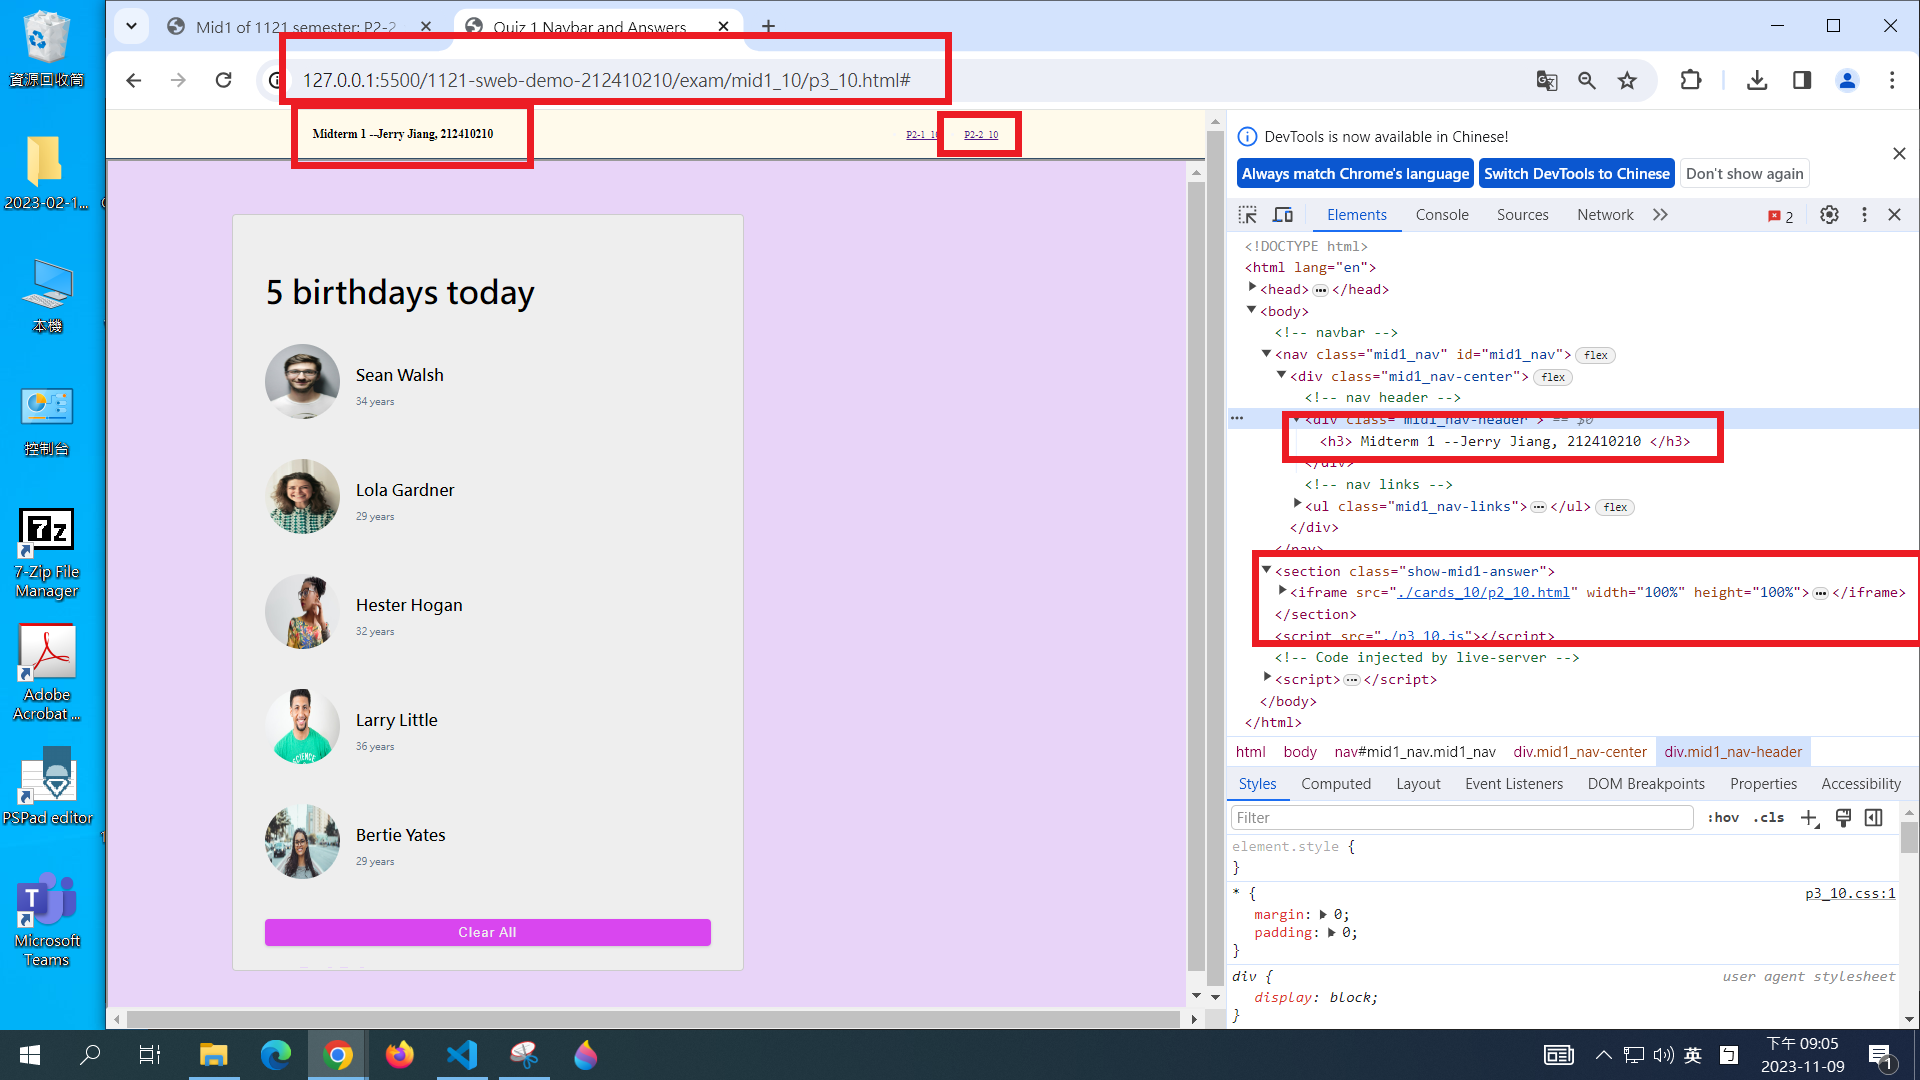 資源回收筒
2023-02-1...
本機
控制台
7-Zip File
Manager
Adobe
Acrobat ...
PSPad editor
Microsoft
Teams
Mid1 of 1121 semester: P2-2
Quiz 1 Navbar and Answers
127.0.0.1:5500/1121-sweb-demo-212410210/exam/mid1_10/p3_10.html#
Midterm 1 --Jerry Jiang, 212410210
P2-1_10
P2-2_10
5 birthdays today
Sean Walsh
34 years
Lola Gardner
29 years
Hester Hogan
32 years
Larry Little
36 years
Bertie Yates
29 years
Clear All
DevTools is now available in Chinese!
Always match Chrome's language
Switch DevTools to Chinese
Don't show again
Elements Console Sources Network 2
<!DOCTYPE html>
<html lang="en">
<head> ••• </head>
<body>
<!-- navbar -->
<nav class="mid1_nav" id="mid1_nav"> flex
<div class="mid1_nav-center"> flex
<!-- nav header -->
<div class="mid1_nav-header"> == $0
<h3> Midterm 1 --Jerry Jiang, 212410210 </h3>
</div>
<!-- nav links -->
<ul class="mid1_nav-links"> ••• </ul> flex
</div>
</nav>
<section class="show-mid1-answer">
<iframe src="./cards_10/p2_10.html" width="100%" height="100%"> ••• </iframe>
</section>
<script src="./p3_10.js"></script>
<!-- Code injected by live-server -->
<script> ••• </script>
</body>
</html>
html body nav#mid1_nav.mid1_nav div.mid1_nav-center div.mid1_nav-header
Styles Computed Layout Event Listeners DOM Breakpoints Properties Accessibility
Filter :hov .cls
element.style {
}
* { p3_10.css:1
margin: 0;
padding: 0;
}
div { user agent stylesheet
display: block;
}
英
ㄅ
下午 09:05
2023-11-09
1